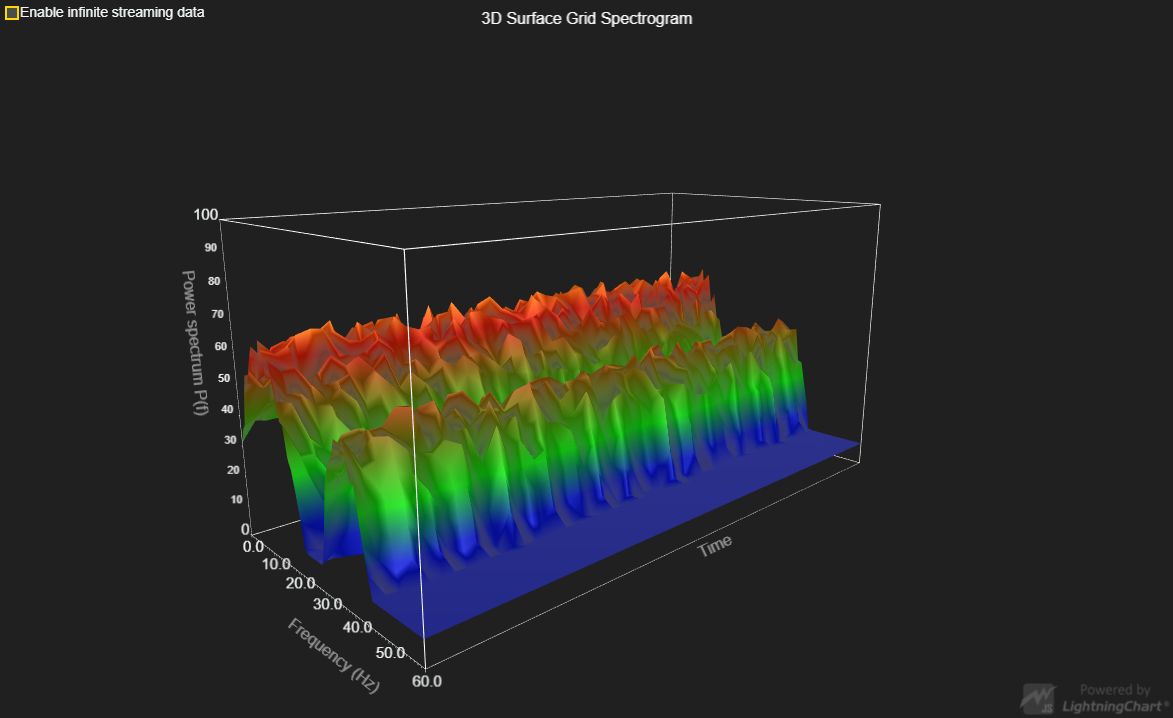 Enable infinite streaming data
3D Surface Grid Spectrogram
100
90
80
70
60
50
40
30
20
10
0
Power spectrum P(f)
0.0
10.0
20.0
30.0
40.0
50.0
60.0
Frequency (Hz)
Time
Powered by
JS LightningChart®